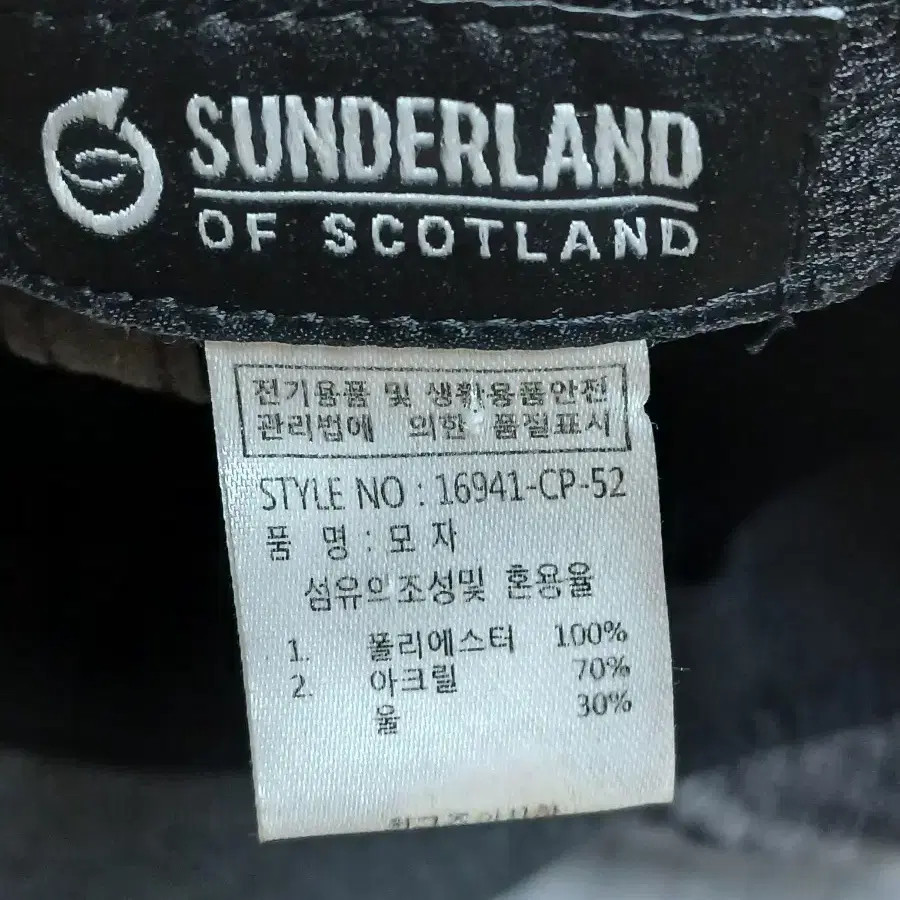 SUNDERLAND
OF SCOTLAND
전기용품 및 생활용품안전
관리법에 의한 품질표시
STYLE NO : 16941-CP-52
품 명 : 모 자
섬유의조성및 혼용율
1. 폴리에스터 100%
2. 아크릴 70%
울 30%